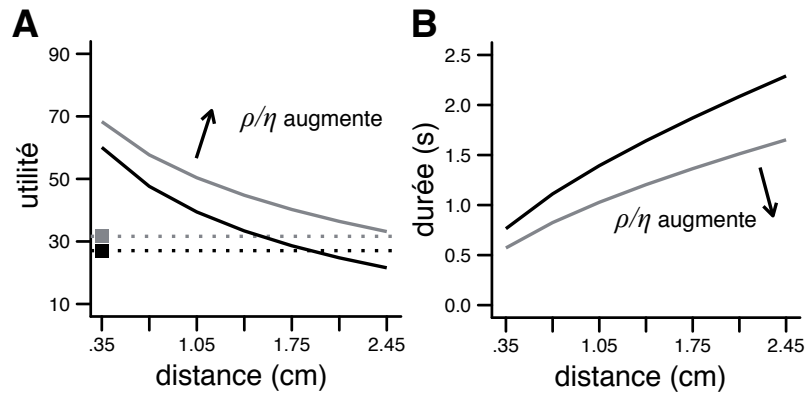 A
utilité
90
70
50
30
10
ρ/η augmente
.35
1.05
1.75
2.45
distance (cm)
B
durée (s)
2.5
2.0
1.5
1.0
0.5
0.0
ρ/η augmente
.35
1.05
1.75
2.45
distance (cm)